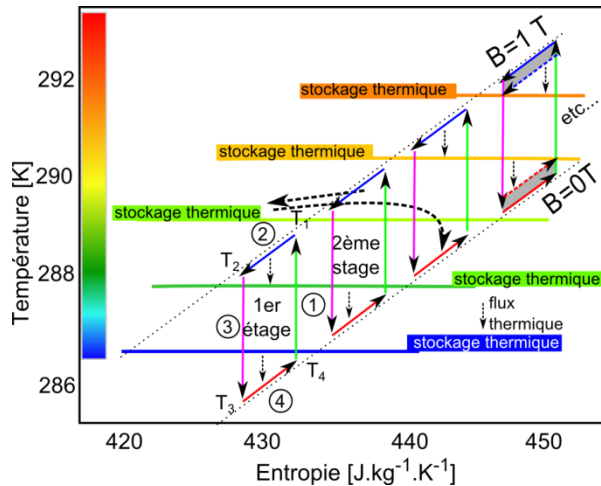 B=1 T
292
stockage thermique
etc...
stockage thermique
290
B=0T
stockage thermique
T₁
②
2ème
stage
T₂
288
stockage thermique
1er
étage
①
③
flux
thermique
stockage thermique
286
T₃
④
T₄
Température [K]
420
430
440
450
Entropie [J.kg⁻¹.K⁻¹]